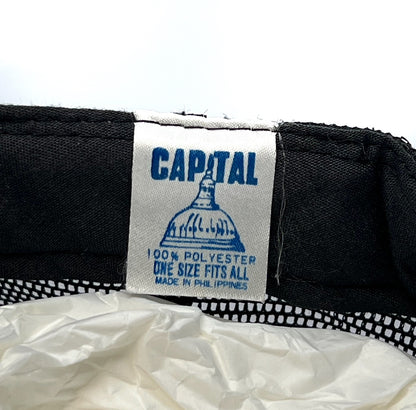 CAPITAL
100% POLYESTER
ONE SIZE FITS ALL
MADE IN PHILIPPINES